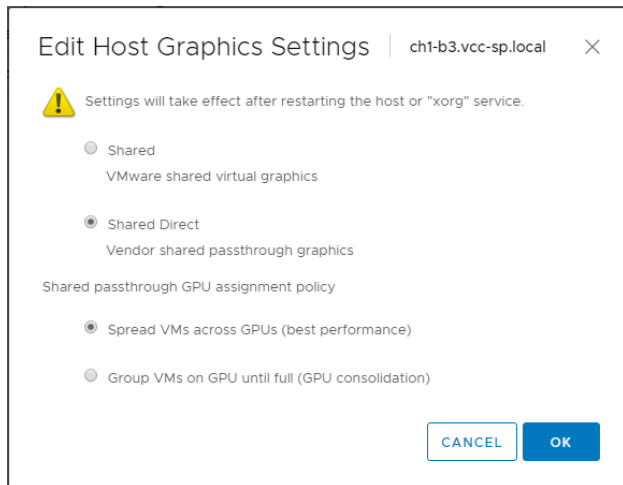 Edit Host Graphics Settings ch1-b3.vcc-sp.local
Settings will take effect after restarting the host or "xorg" service.
Shared
VMware shared virtual graphics
Shared Direct
Vendor shared passthrough graphics
Shared passthrough GPU assignment policy
Spread VMs across GPUs (best performance)
Group VMs on GPU until full (GPU consolidation)
CANCEL OK